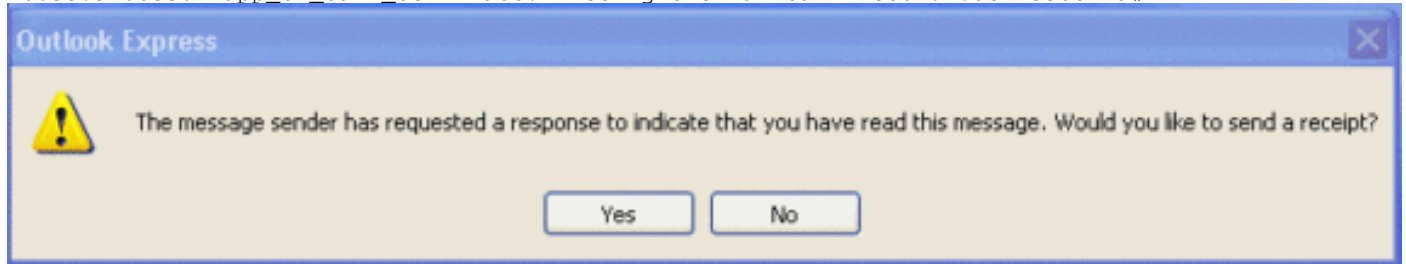 Outlook Express
The message sender has requested a response to indicate that you have read this message. Would you like to send a receipt?
Yes No